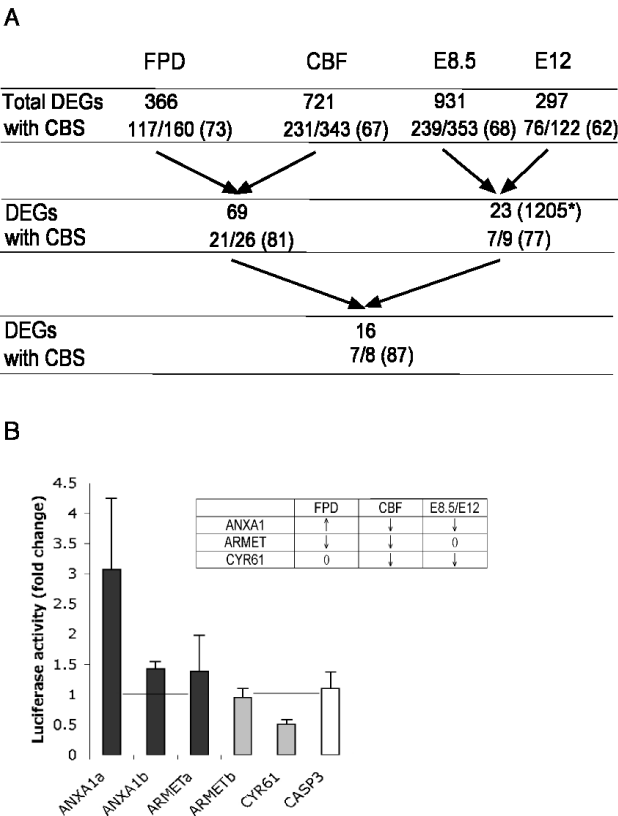 A
FPD CBF E8.5 E12
Total DEGs 366 721 931 297
with CBS 117/160 (73) 231/343 (67) 239/353 (68) 76/122 (62)
DEGs 69 23 (1205*)
with CBS 21/26 (81) 7/9 (77)
DEGs 16
with CBS 7/8 (87)
B
Luciferase activity (fold change)
4.5
4
3.5
3
2.5
2
1.5
1
0.5
0
FPD CBF E8.5/E12
ANXA1 ↑ ↓ ↓
ARMET ↓ ↓ 0
CYR61 0 ↓ ↓
ANXA1a ANXA1b ARMETa ARMETb CYR61 CASP3